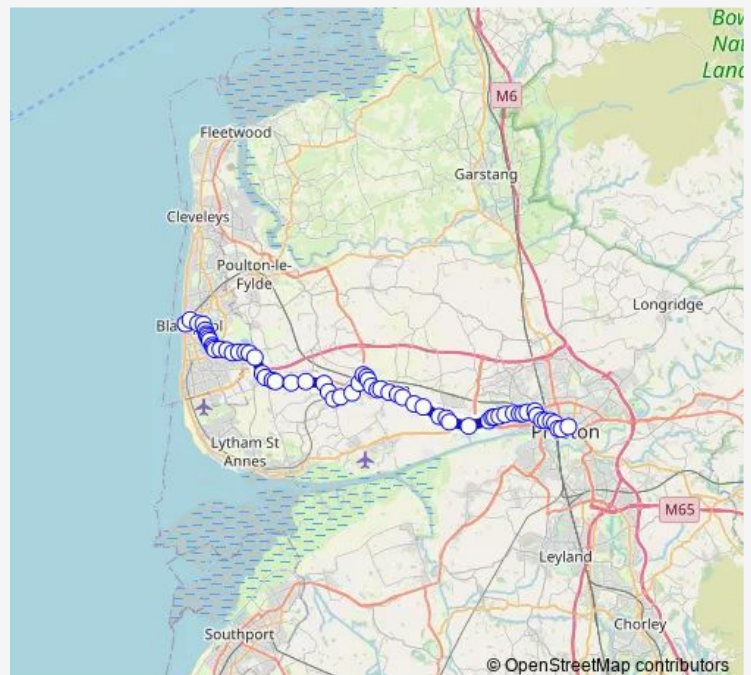 Bow
Nat
Land
M6
Fleetwood
Garstang
Cleveleys
Poulton-le-
Fylde
Longridge
Lytham St
Annes
M65
Leyland
Chorley
Southport
© OpenStreetMap contributors